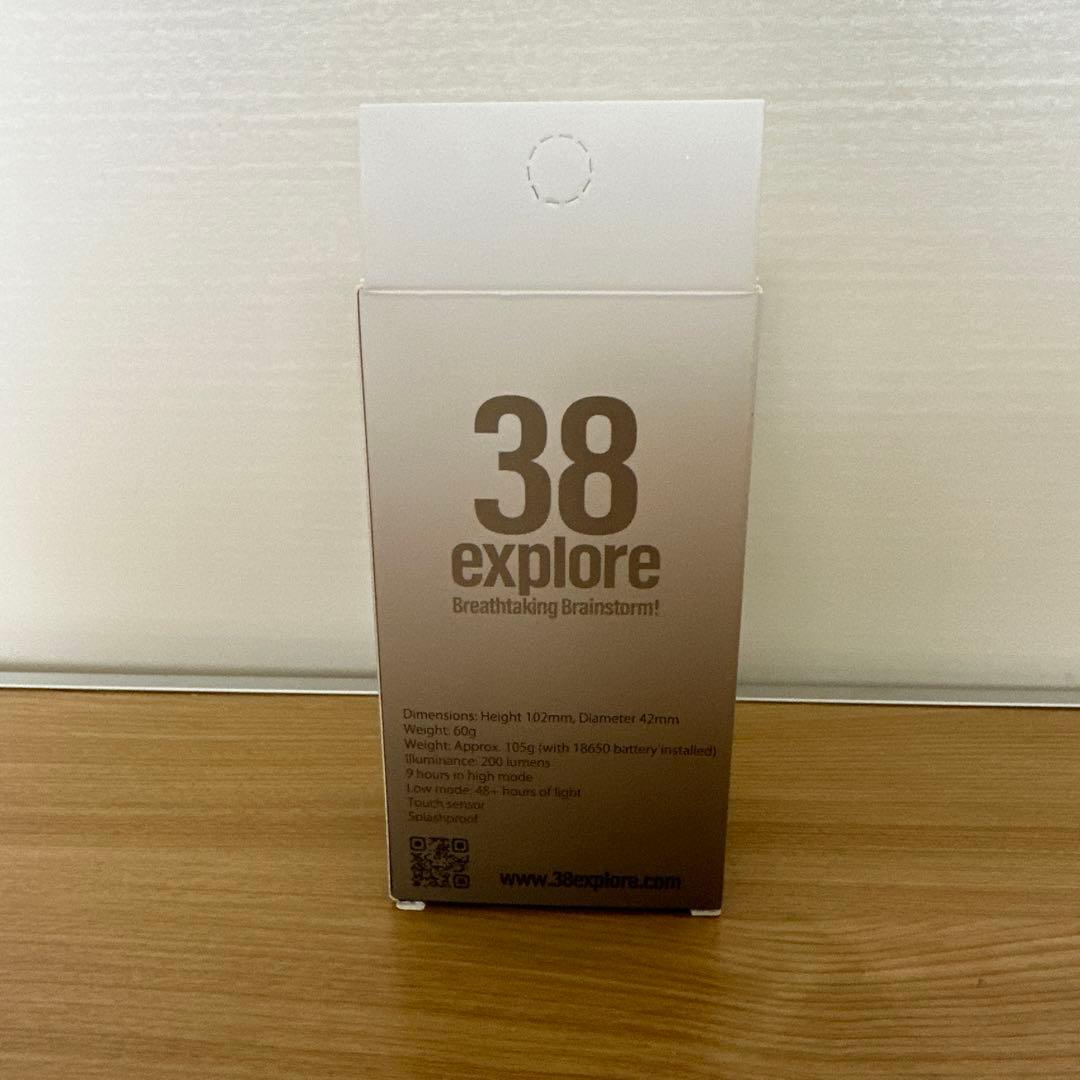 38
explore
Breathtaking Brainstorm!
Dimensions: Height 102mm, Diameter 42mm
Weight: 60g
Weight: Approx. 105g (with 18650 battery installed)
Illuminance: 200 lumens
9 hours in high mode
Low mode: 48+ hours of light
Touch sensor
Splashproof
www.38explore.com